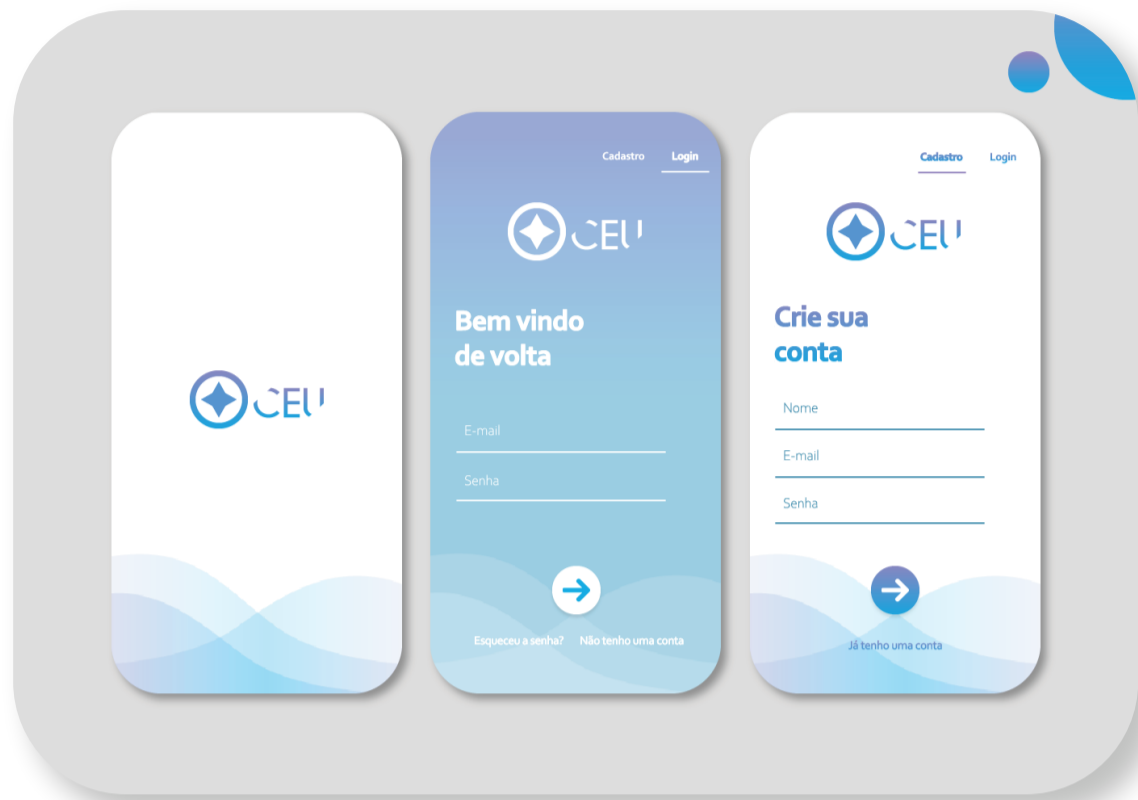 CEU
Cadastro Login
CEU
Bem vindo
de volta
E-mail
Senha
Esqueceu a senha? Não tenho uma conta
Cadastro Login
CEU
Crie sua
conta
Nome
E-mail
Senha
Já tenho uma conta